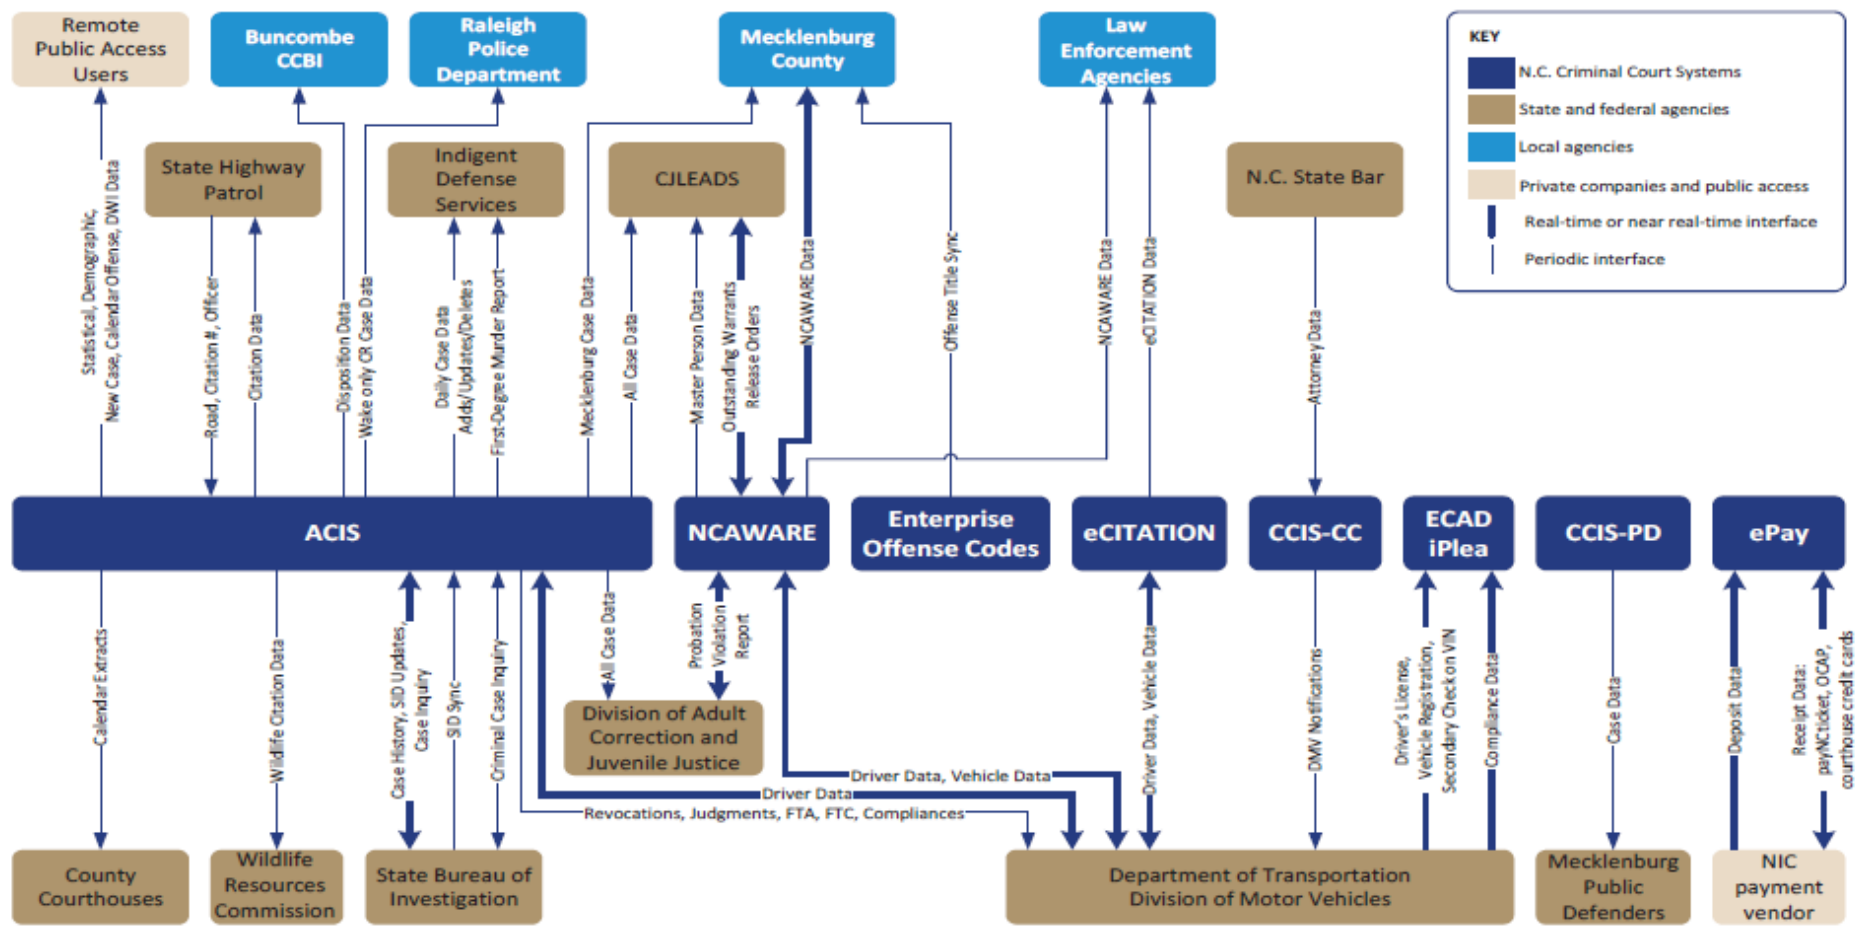 Remote
Public Access
Users
Buncombe
CCBI
Raleigh
Police
Department
Mecklenburg
County
Law
Enforcement
Agencies
KEY
N.C. Criminal Court Systems
State and federal agencies
Local agencies
Private companies and public access
Real-time or near real-time interface
Periodic interface
State Highway
Patrol
Indigent
Defense
Services
CJLEADS
N.C. State Bar
Statistical, Demographic,
New Case, Calendar Offense, DWI Data
Road, Citation #, Officer
Citation Data
Disposition Data
Wake only CR Case Data
Daily Case Data
Adds/Updates/Deletes
First-Degree Murder Report
Mecklenburg Case Data
All Case Data
Master Person Data
Outstanding Warrants
Release Orders
NCAWARE Data
Offense Title Sync
NCAWARE Data
eCITATION Data
Attorney Data
ACIS
NCAWARE
Enterprise
Offense Codes
eCITATION
CCIS-CC
ECAD
iPlea
CCIS-PD
ePay
Calendar Extracts
Wildlife Citation Data
Case History, SID Updates,
Case Inquiry
SID Sync
Criminal Case Inquiry
All Case Data
Probation
Violation
Report
Driver Data, Vehicle Data
DMV Notifications
Driver's License,
Vehicle Registration,
Secondary Check on VIN
Compliance Data
Case Data
Deposit Data
Receipt Data:
payNCticket, OCAP,
courthouse credit cards
Division of Adult
Correction and
Juvenile Justice
Driver Data, Vehicle Data
Driver Data
Revocations, Judgments, FTA, FTC, Compliances
County
Courthouses
Wildlife
Resources
Commission
State Bureau of
Investigation
Department of Transportation
Division of Motor Vehicles
Mecklenburg
Public
Defenders
NIC
payment
vendor